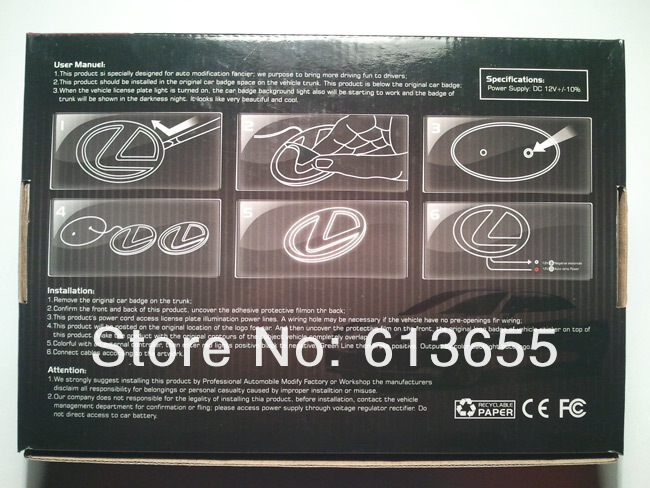 User Manuel:
1.This product si specially designed for auto modification fancier; we purpose to bring more driving fun to drivers.
2.This product should be installed in the original car badge space on the vehicle trunk. This product is below the original car badge;
3.When the vehicle license plate light is turned on, the car badge background light also will be starting to work and the badge of
trunk will be shown in the darkness night. It looks like very beautiful and cool.
Specifications:
Power Supply: DC 12V+/-10%
1
2
3
4
5
6
Installation:
1.Remove the original car badge on the trunk;
2.Confirm the front and back of this product, uncover the adhesive protective film on thr back;
3.This product's power cord access license plate illumination power lines. A wiring hole may be necessary if the vehicle have no pre-openings fir wiring;
4.This product will be posted on the original location of the logo
this product. Make
5.Colorful with
6.Connect cables
Store No: 613655
Attention:
1.We strongly suggest installing this product by Professional Automobile Modify Factory or Workshop the manufacturers
disclaim all responsibility for belongings or personal casualty caused by improper installation or misuse.
2.Our company does not responsible for the legality of installing this product, before installation, contact the vehicle
management department for confirmation or fling; please access power supply through voltage regulator rectifier. Do
not direct access to car battery.
RECYCLABLE
PAPER
CE FC